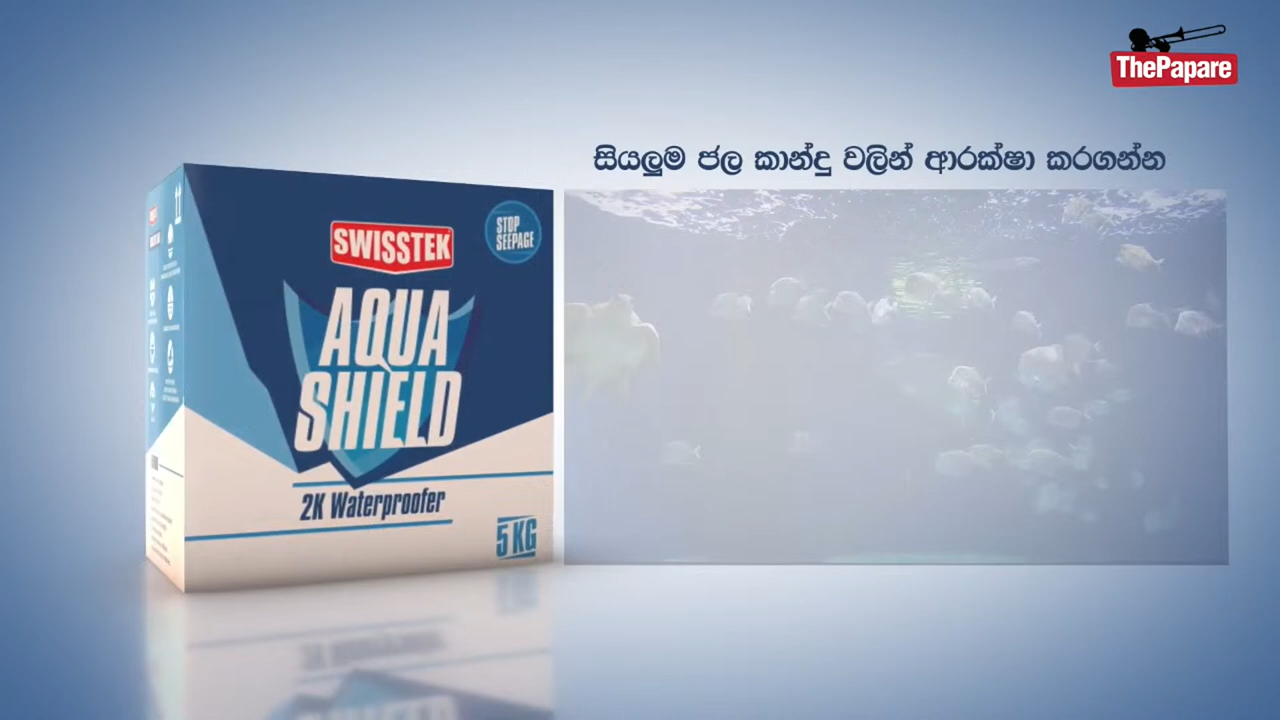 ThePapare
සියලුම ජල කාන්දු වලින් ආරක්ෂා කරගන්න
SWISSTEK
STOP
SEEPAGE
AQUA
SHIELD
2K Waterproofer
5 KG